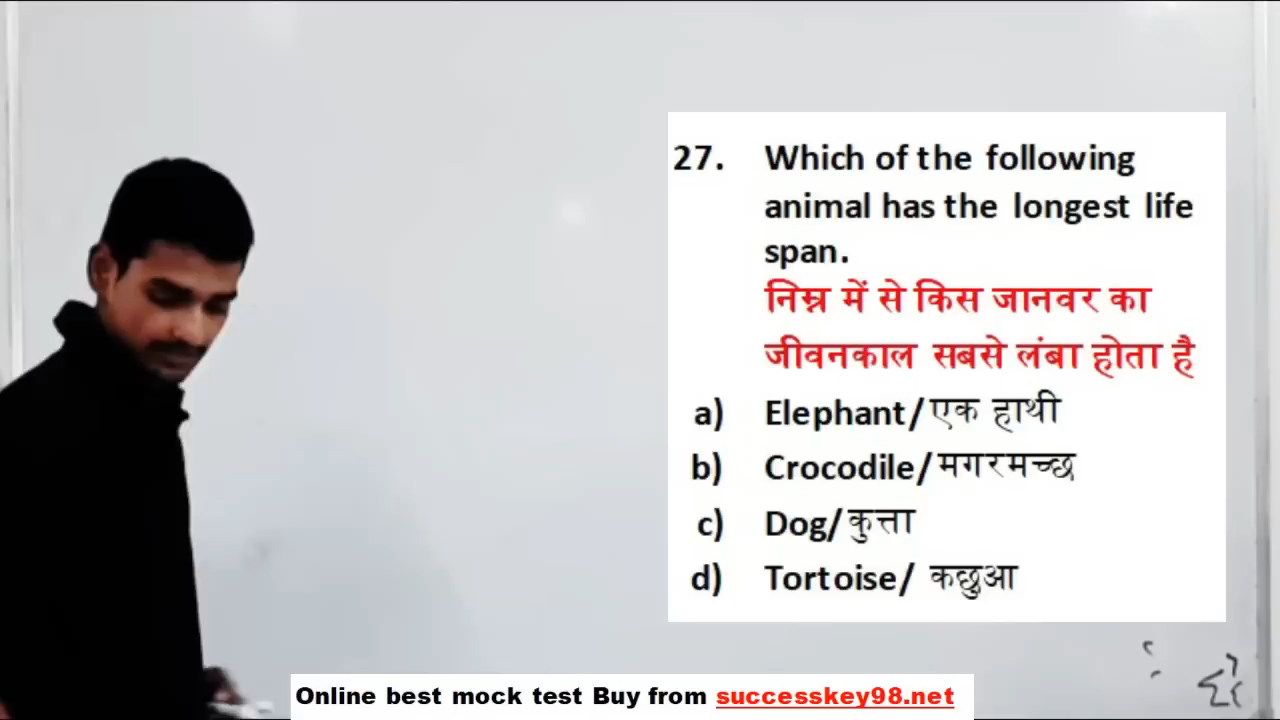 27. Which of the following
animal has the longest life
span.
निम्न में से किस जानवर का
जीवनकाल सबसे लंबा होता है
a) Elephant/एक हाथी
b) Crocodile/मगरमच्छ
c) Dog/कुत्ता
d) Tortoise/ कछुआ
Online best mock test Buy from successkey98.net